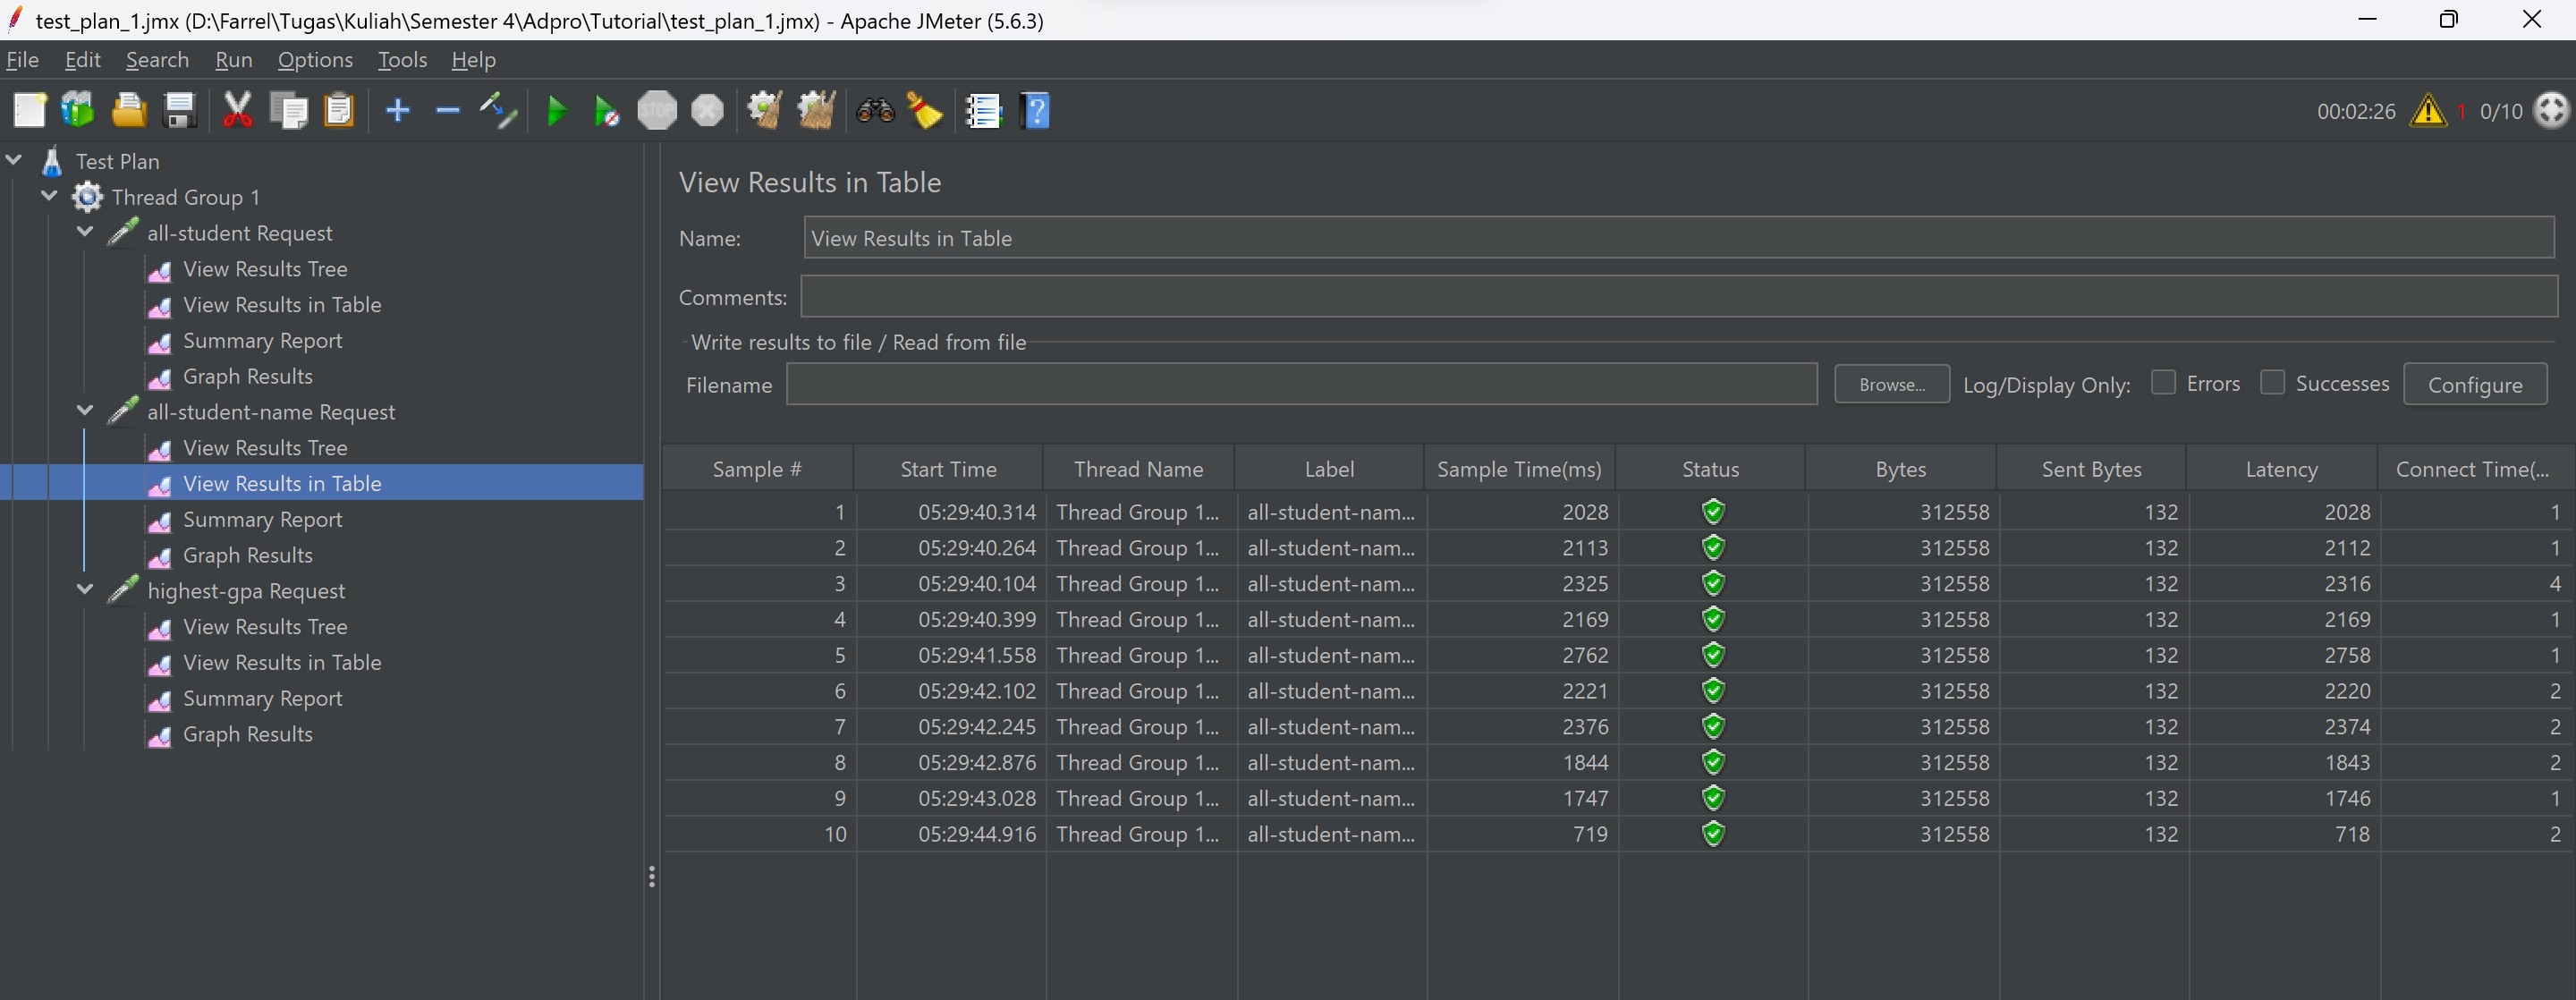 test_plan_1.jmx (D:\Farrel\Tugas\Kuliah\Semester 4\Adpro\Tutorial\test_plan_1.jmx) - Apache JMeter (5.6.3)
File Edit Search Run Options Tools Help
STOP 00:02:26 1 0/10
Test Plan
Thread Group 1
all-student Request
View Results Tree
View Results in Table
Summary Report
Graph Results
all-student-name Request
View Results Tree
View Results in Table
Summary Report
Graph Results
highest-gpa Request
View Results Tree
View Results in Table
Summary Report
Graph Results
View Results in Table
Name: View Results in Table
Comments:
Write results to file / Read from file
Filename Browse... Log/Display Only: Errors Successes Configure
Sample # Start Time Thread Name Label Sample Time(ms) Status Bytes Sent Bytes Latency Connect Time(...
1 05:29:40.314 Thread Group 1... all-student-nam... 2028 312558 132 2028 1
2 05:29:40.264 Thread Group 1... all-student-nam... 2113 312558 132 2112 1
3 05:29:40.104 Thread Group 1... all-student-nam... 2325 312558 132 2316 4
4 05:29:40.399 Thread Group 1... all-student-nam... 2169 312558 132 2169 1
5 05:29:41.558 Thread Group 1... all-student-nam... 2762 312558 132 2758 1
6 05:29:42.102 Thread Group 1... all-student-nam... 2221 312558 132 2220 2
7 05:29:42.245 Thread Group 1... all-student-nam... 2376 312558 132 2374 2
8 05:29:42.876 Thread Group 1... all-student-nam... 1844 312558 132 1843 2
9 05:29:43.028 Thread Group 1... all-student-nam... 1747 312558 132 1746 1
10 05:29:44.916 Thread Group 1... all-student-nam... 719 312558 132 718 2